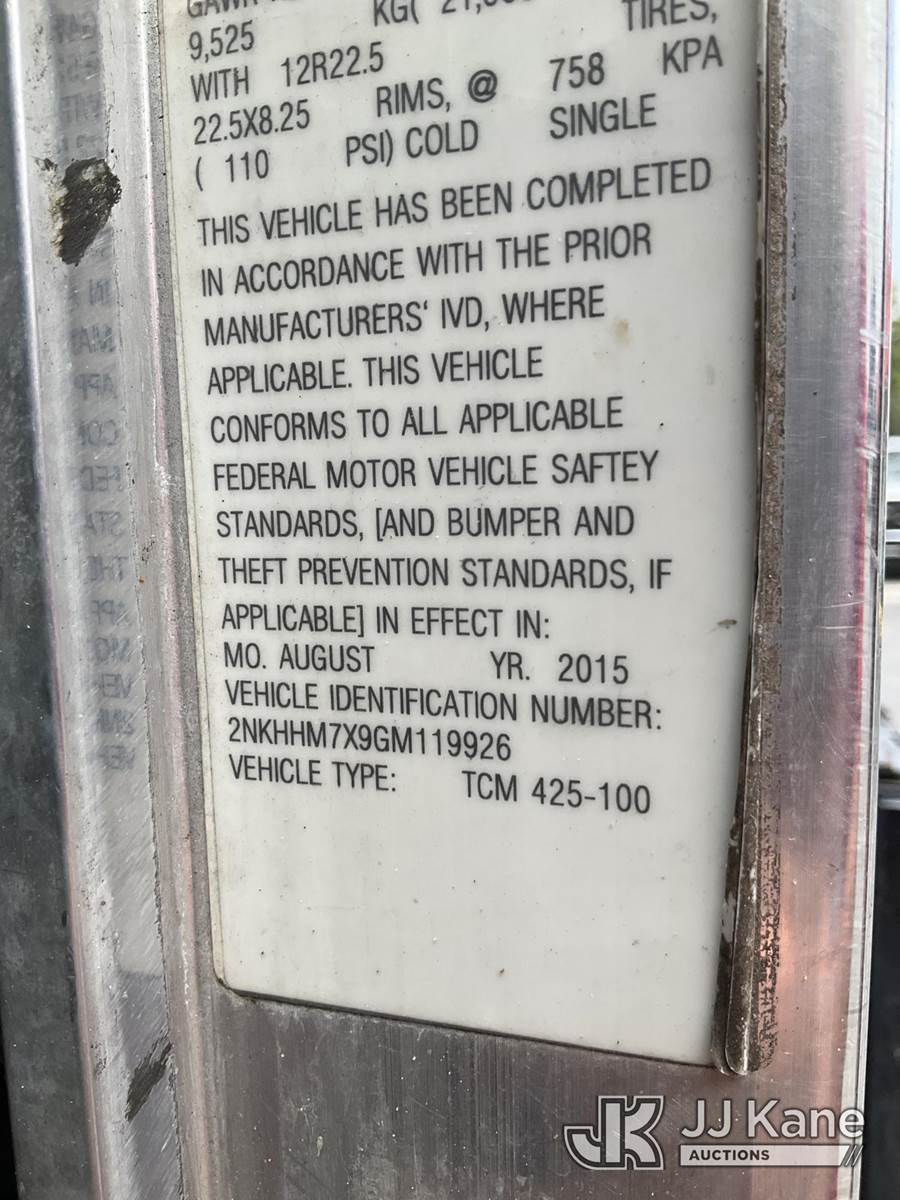 GAWR
9,525 KG( 21,
WITH 12R22.5 TIRES,
22.5X8.25 RIMS, @ 758 KPA
( 110 PSI) COLD SINGLE
THIS VEHICLE HAS BEEN COMPLETED
IN ACCORDANCE WITH THE PRIOR
MANUFACTURERS' IVD, WHERE
APPLICABLE. THIS VEHICLE
CONFORMS TO ALL APPLICABLE
FEDERAL MOTOR VEHICLE SAFTEY
STANDARDS, [AND BUMPER AND
THEFT PREVENTION STANDARDS, IF
APPLICABLE] IN EFFECT IN:
MO. AUGUST YR. 2015
VEHICLE IDENTIFICATION NUMBER:
2NKHHM7X9GM119926
VEHICLE TYPE: TCM 425-100
JK JJ Kane
AUCTIONS